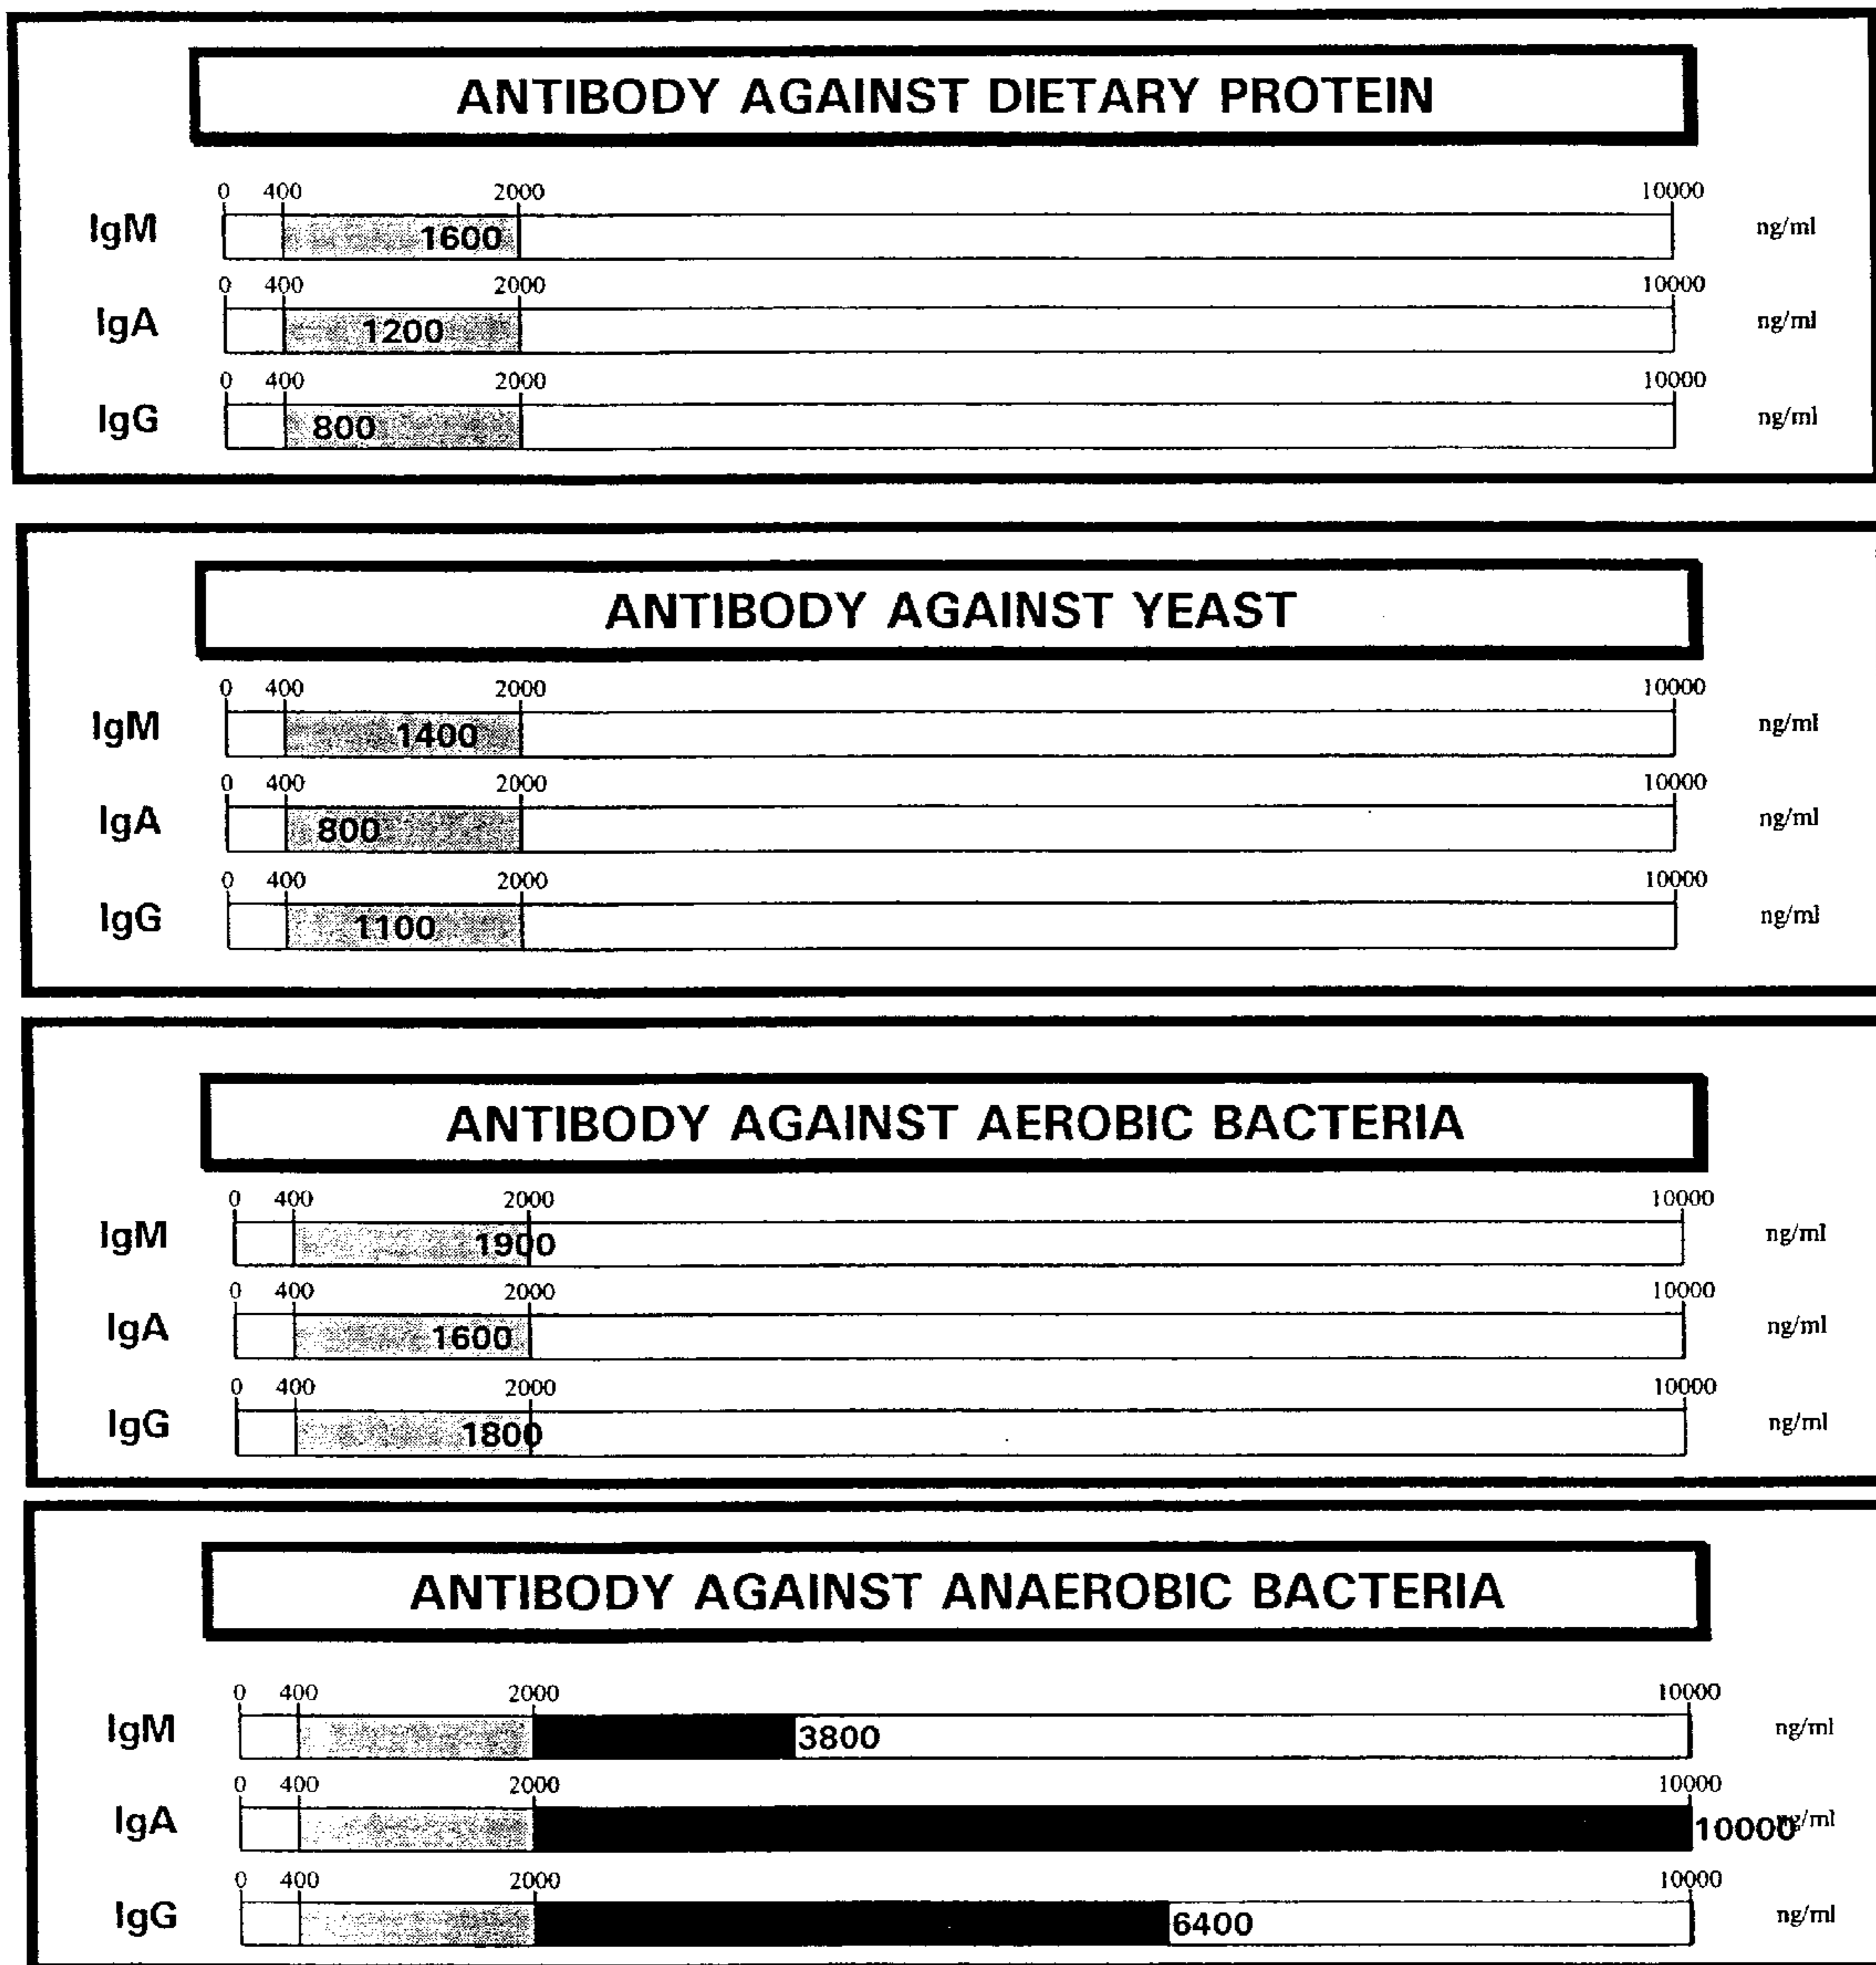 ANTIBODY AGAINST DIETARY PROTEIN
0 400 2000 10000
IgM 1600 ng/ml
0 400 2000 10000
IgA 1200 ng/ml
0 400 2000 10000
IgG 800 ng/ml
ANTIBODY AGAINST YEAST
0 400 2000 10000
IgM 1400 ng/ml
0 400 2000 10000
IgA 800 ng/ml
0 400 2000 10000
IgG 1100 ng/ml
ANTIBODY AGAINST AEROBIC BACTERIA
0 400 2000 10000
IgM 1900 ng/ml
0 400 2000 10000
IgA 1600 ng/ml
0 400 2000 10000
IgG 1800 ng/ml
ANTIBODY AGAINST ANAEROBIC BACTERIA
0 400 2000 10000
IgM 3800 ng/ml
0 400 2000 10000
IgA 10000 ng/ml
0 400 2000 10000
IgG 6400 ng/ml